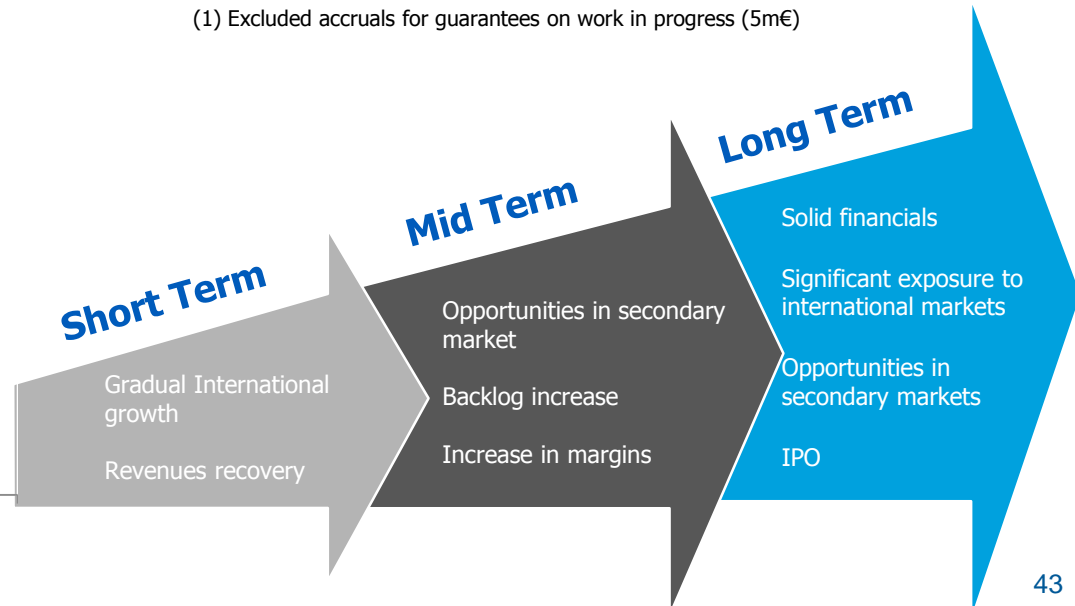 (1) Excluded accruals for guarantees on work in progress (5m€)
Short Term
Gradual International
growth
Revenues recovery
Mid Term
Opportunities in secondary
market
Backlog increase
Increase in margins
Long Term
Solid financials
Significant exposure to
international markets
Opportunities in
secondary markets
IPO
43